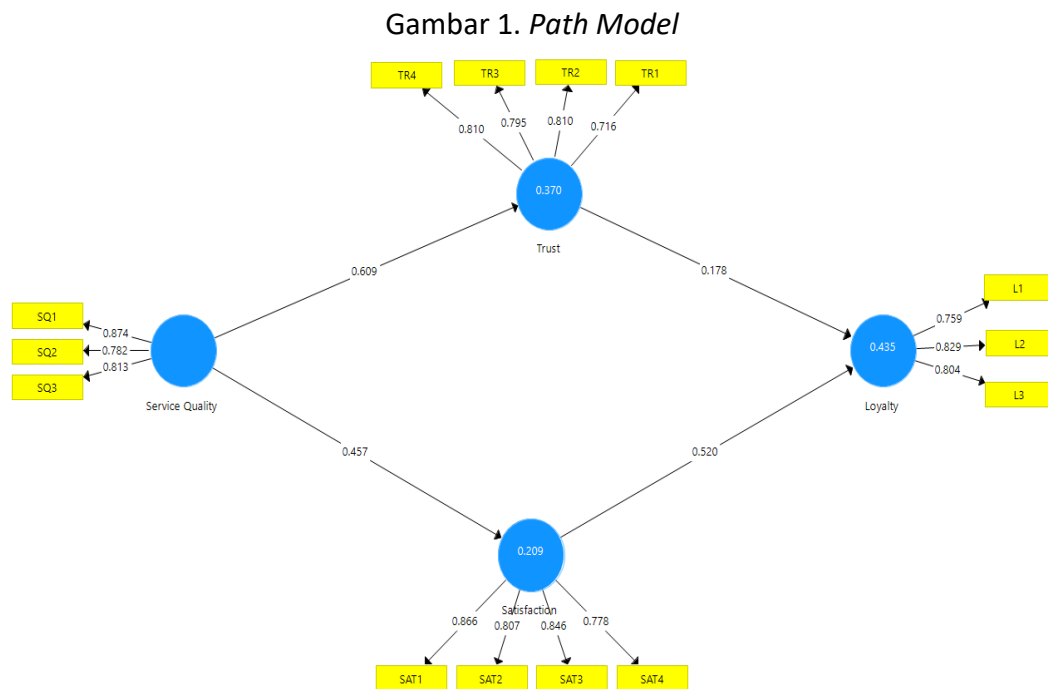 Gambar 1. Path Model
TR4
TR3
TR2
TR1
0.810
0.795
0.810
0.716
0.370
Trust
0.609
0.178
SQ1
SQ2
SQ3
0.874
0.782
0.813
Service Quality
L1
L2
L3
0.759
0.829
0.804
0.435
Loyalty
0.457
0.520
0.209
Satisfaction
0.866
0.807
0.846
0.778
SAT1
SAT2
SAT3
SAT4